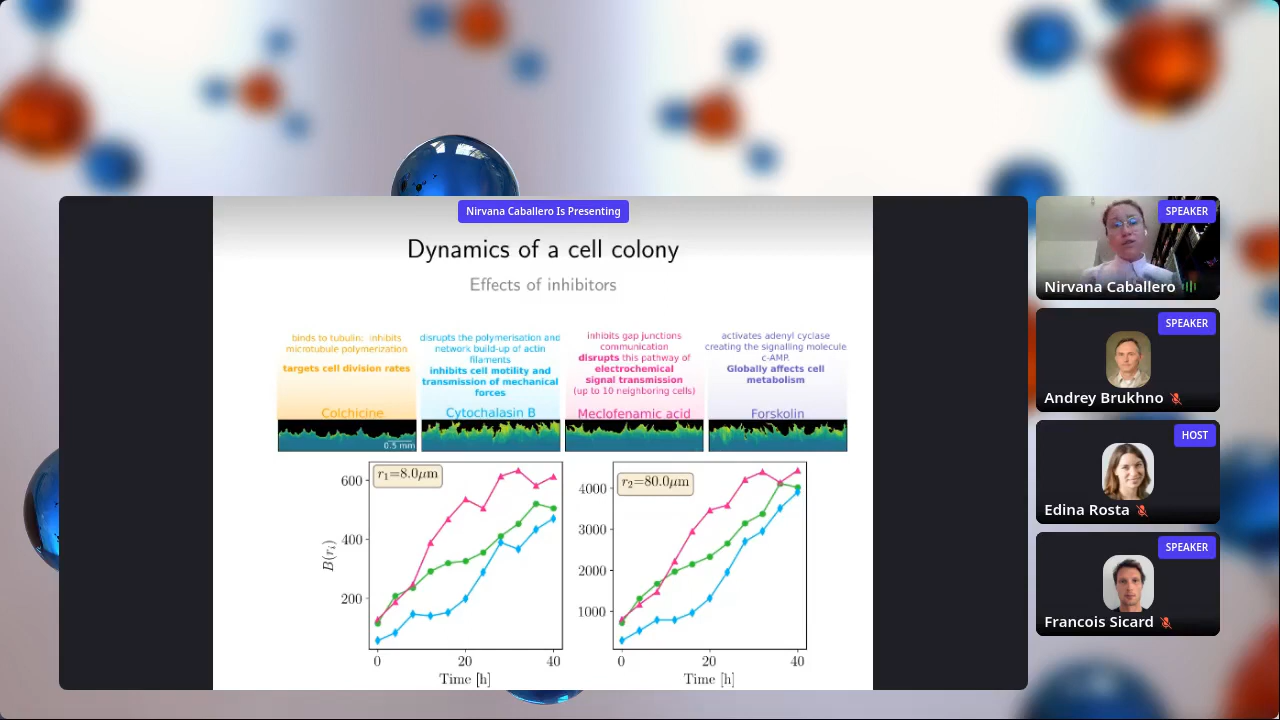 Nirvana Caballero Is Presenting
Dynamics of a cell colony
Effects of inhibitors
binds to tubulin: inhibits
microtubule polymerization
targets cell division rates
Colchicine
disrupts the polymerisation and
network build-up of actin
filaments
inhibits cell motility and
transmission of mechanical
forces
Cytochalasin B
inhibits gap junctions
communication
disrupts this pathway of
electrochemical
signal transmission
(up to 10 neighboring cells)
Meclofenamic acid
activates adenyl cyclase
creating the signalling molecule
c-AMP.
Globally affects cell
metabolism
Forskolin
0.5 mm
r₁=8.0μm
B(rᵢ)
600
400
200
0 20 40
Time [h]
r₂=80.0μm
4000
3000
2000
1000
0 20 40
Time [h]
SPEAKER
Nirvana Caballero
SPEAKER
Andrey Brukhno
HOST
Edina Rosta
SPEAKER
Francois Sicard